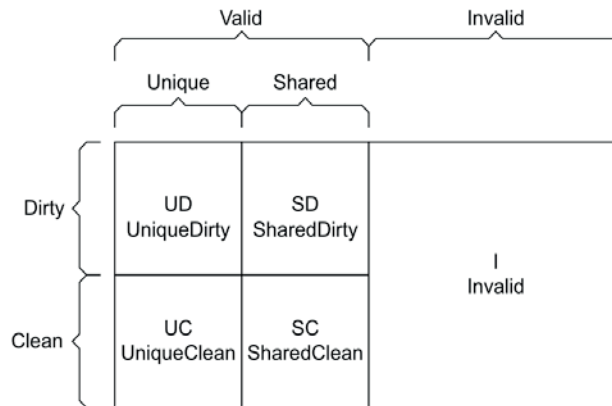 Valid
Invalid
Unique
Shared
Dirty
UD
UniqueDirty
SD
SharedDirty
I
Invalid
Clean
UC
UniqueClean
SC
SharedClean